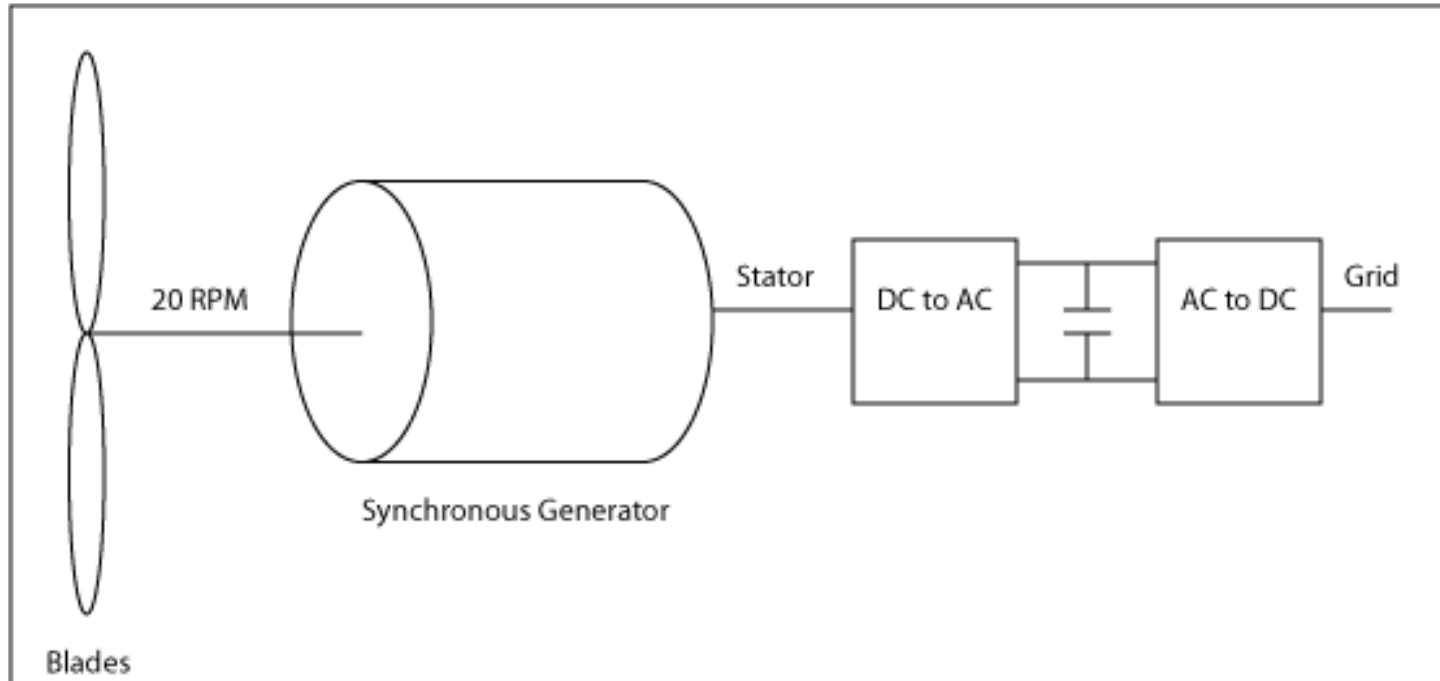 20 RPM
Stator
DC to AC
AC to DC
Grid
Synchronous Generator
Blades